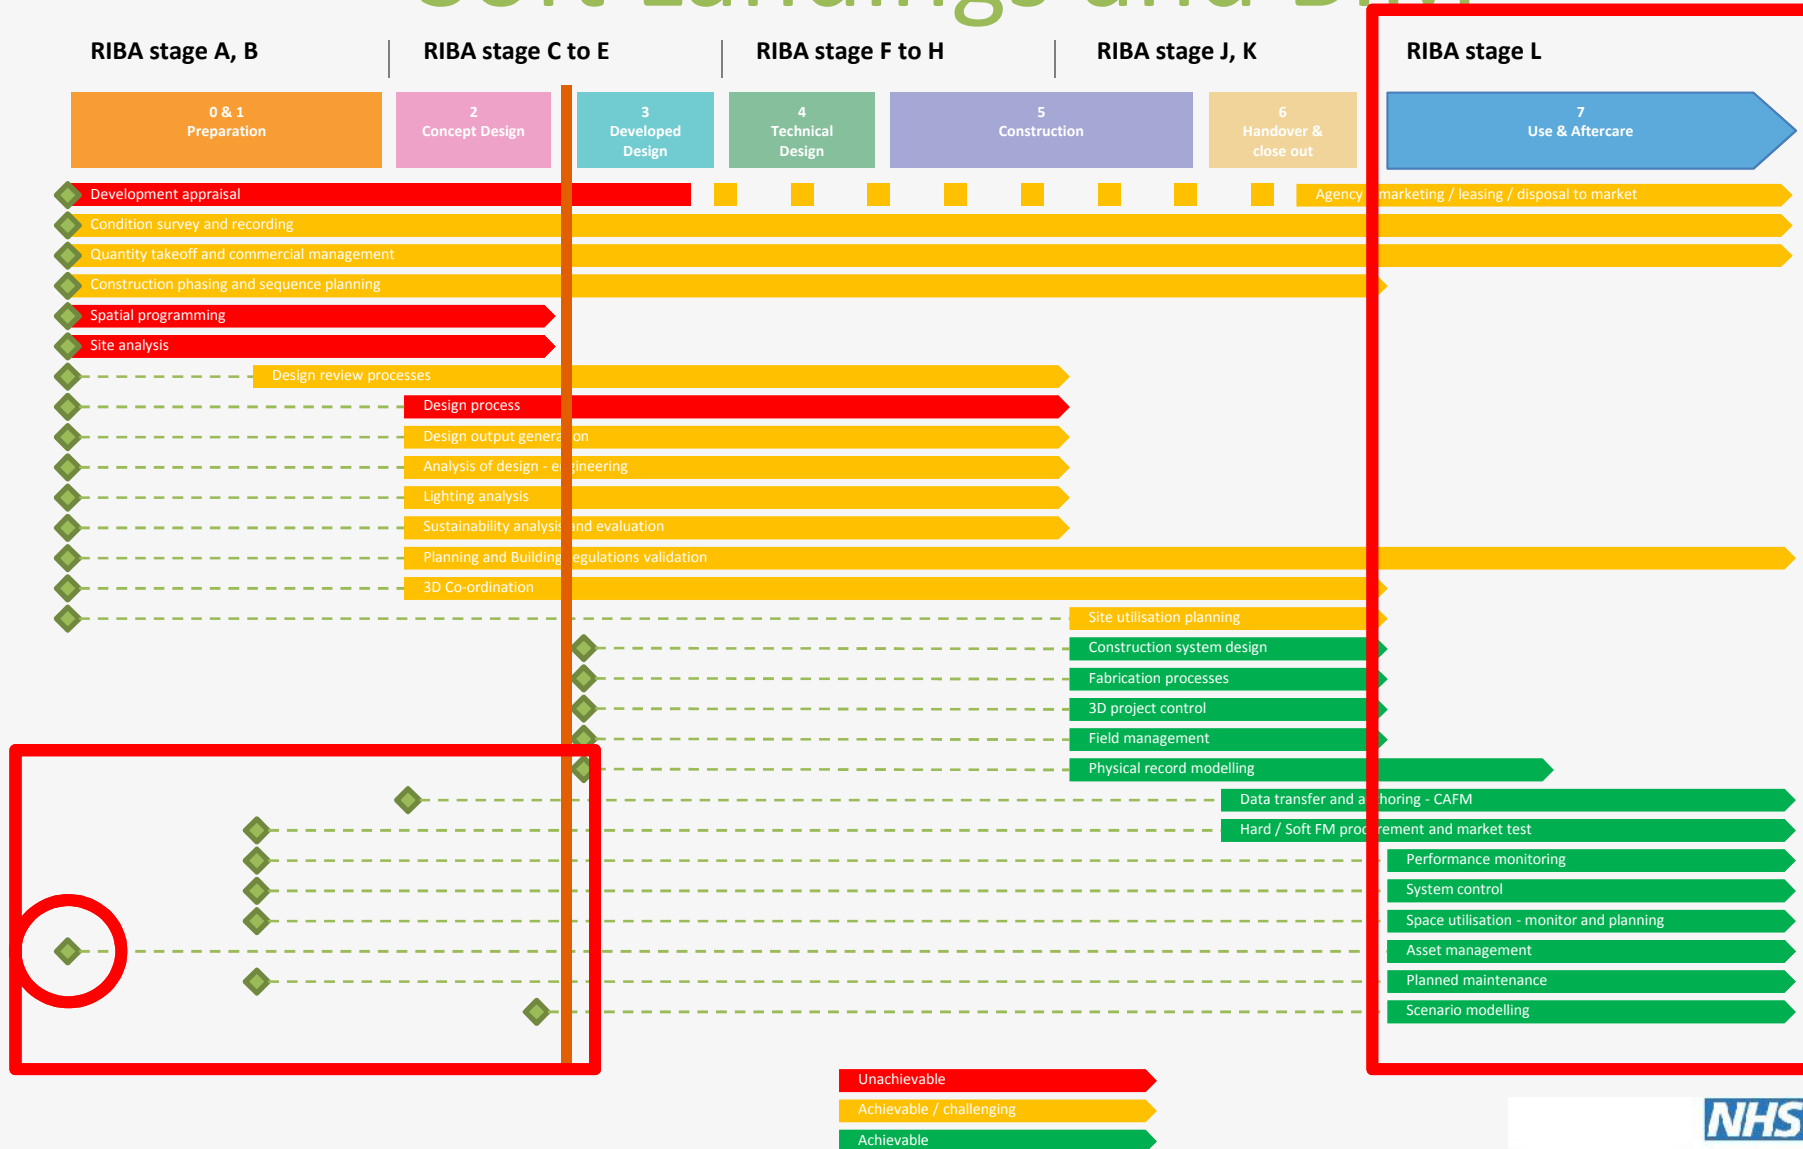 Soft Landings and BIM
RIBA stage A, B
RIBA stage C to E
RIBA stage F to H
RIBA stage J, K
RIBA stage L
0 & 1
Preparation
2
Concept Design
3
Developed
Design
4
Technical
Design
5
Construction
6
Handover &
close out
7
Use & Aftercare
Development appraisal
Agency marketing / leasing / disposal to market
Condition survey and recording
Quantity takeoff and commercial management
Construction phasing and sequence planning
Spatial programming
Site analysis
Design review processes
Design process
Design output generation
Analysis of design - engineering
Lighting analysis
Sustainability analysis and evaluation
Planning and Building regulations validation
3D Co-ordination
Site utilisation planning
Construction system design
Fabrication processes
3D project control
Field management
Physical record modelling
Data transfer and authoring - CAFM
Hard / Soft FM procurement and market test
Performance monitoring
System control
Space utilisation - monitor and planning
Asset management
Planned maintenance
Scenario modelling
Unachievable
Achievable / challenging
Achievable
NHS